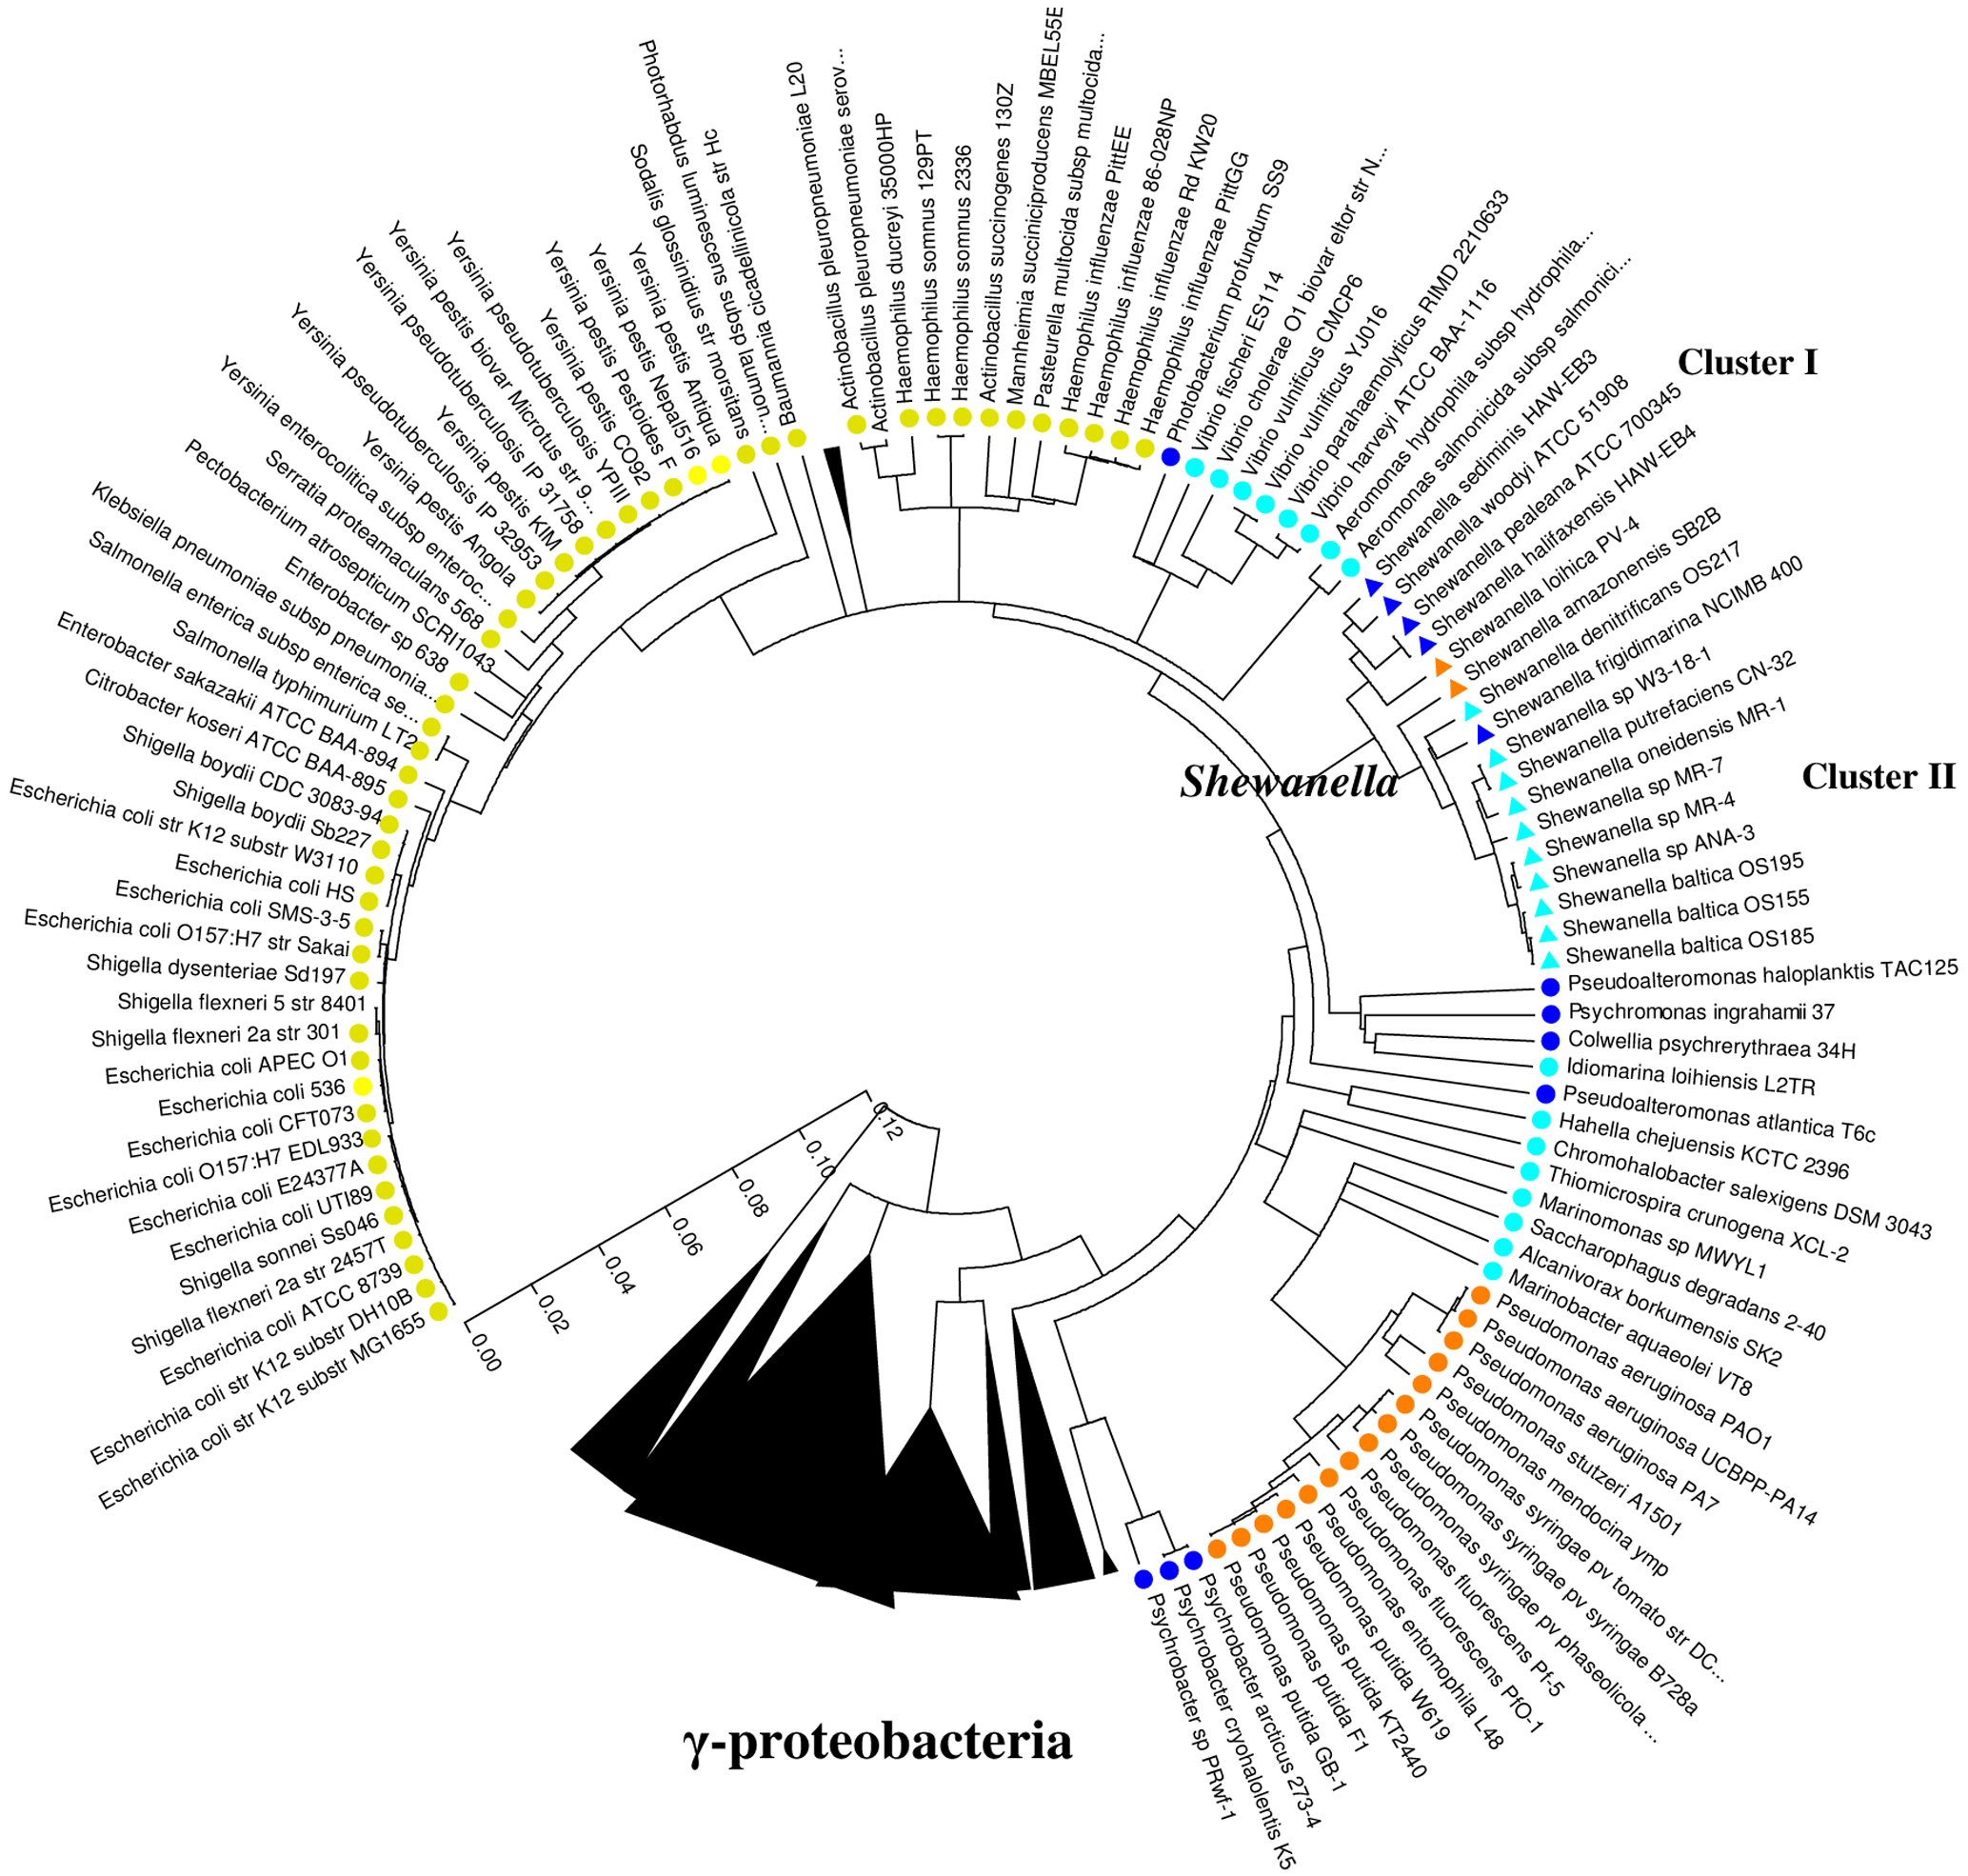 Photorhabdus luminescens subsp laumon...
Sodalis glossinidius str morsitans
Baumannia cicadellinicola str Hc
Yersinia pestis Antiqua
Yersinia pestis Nepal516
Yersinia pestis Pestoides F
Yersinia pestis CO92
Yersinia pseudotuberculosis YPIII
Yersinia pestis biovar Microtus str 9...
Yersinia pseudotuberculosis IP 31758
Yersinia pestis KIM
Yersinia pseudotuberculosis IP 32953
Yersinia pestis Angola
Yersinia enterocolitica subsp enteroc...
Serratia proteamaculans 568
Pectobacterium atrosepticum SCRI1043
Enterobacter sp 638
Klebsiella pneumoniae subsp pneumonia...
Salmonella enterica subsp enterica se...
Salmonella typhimurium LT2
Enterobacter sakazakii ATCC BAA-894
Citrobacter koseri ATCC BAA-895
Shigella boydii CDC 3083-94
Shigella boydii Sb227
Escherichia coli str K12 substr W3110
Escherichia coli HS
Escherichia coli SMS-3-5
Escherichia coli O157:H7 str Sakai
Shigella dysenteriae Sd197
Shigella flexneri 5 str 8401
Shigella flexneri 2a str 301
Escherichia coli APEC O1
Escherichia coli 536
Escherichia coli CFT073
Escherichia coli O157:H7 EDL933
Escherichia coli E24377A
Escherichia coli UTI89
Shigella sonnei Ss046
Shigella flexneri 2a str 2457T
Escherichia coli ATCC 8739
Escherichia coli str K12 substr DH10B
Escherichia coli str K12 substr MG1655
Actinobacillus pleuropneumoniae L20
Actinobacillus pleuropneumoniae serov...
Haemophilus ducreyi 35000HP
Haemophilus somnus 129PT
Haemophilus somnus 2336
Actinobacillus succinogenes 130Z
Mannheimia succiniciproducens MBEL55E
Pasteurella multocida subsp multocida...
Haemophilus influenzae PittEE
Haemophilus influenzae 86-028NP
Haemophilus influenzae Rd KW20
Haemophilus influenzae PittGG
Photobacterium profundum SS9
Vibrio fischeri ES114
Vibrio cholerae O1 biovar eltor str N...
Vibrio vulnificus CMCP6
Vibrio vulnificus YJ016
Vibrio parahaemolyticus RIMD 2210633
Vibrio harveyi ATCC BAA-1116
Aeromonas hydrophila subsp hydrophila...
Aeromonas salmonicida subsp salmonici...
Shewanella sediminis HAW-EB3
Shewanella woodyi ATCC 51908
Shewanella pealeana ATCC 700345
Shewanella halifaxensis HAW-EB4
Shewanella loihica PV-4
Shewanella amazonensis SB2B
Shewanella denitrificans OS217
Shewanella frigidimarina NCIMB 400
Shewanella sp W3-18-1
Shewanella putrefaciens CN-32
Shewanella oneidensis MR-1
Shewanella sp MR-7
Shewanella sp MR-4
Shewanella sp ANA-3
Shewanella baltica OS195
Shewanella baltica OS155
Shewanella baltica OS185
Cluster I
Cluster II
Shewanella
Pseudoalteromonas haloplanktis TAC125
Psychromonas ingrahamii 37
Colwellia psychrerythraea 34H
Idiomarina loihiensis L2TR
Pseudoalteromonas atlantica T6c
Hahella chejuensis KCTC 2396
Chromohalobacter salexigens DSM 3043
Thiomicrospira crunogena XCL-2
Marinomonas sp MWYL1
Saccharophagus degradans 2-40
Alcanivorax borkumensis SK2
Marinobacter aquaeolei VT8
Pseudomonas aeruginosa PAO1
Pseudomonas aeruginosa UCBPP-PA14
Pseudomonas aeruginosa PA7
Pseudomonas stutzeri A1501
Pseudomonas mendocina ymp
Pseudomonas syringae pv tomato str DC...
Pseudomonas syringae pv syringae B728a
Pseudomonas syringae pv phaseolicola ...
Pseudomonas fluorescens Pf-5
Pseudomonas fluorescens PfO-1
Pseudomonas entomophila L48
Pseudomonas putida W619
Pseudomonas putida KT2440
Pseudomonas putida F1
Pseudomonas putida GB-1
Psychrobacter arcticus 273-4
Psychrobacter cryohalolentis K5
Psychrobacter sp PRwf-1
0.12
0.10
0.08
0.06
0.04
0.02
0.00
γ-proteobacteria